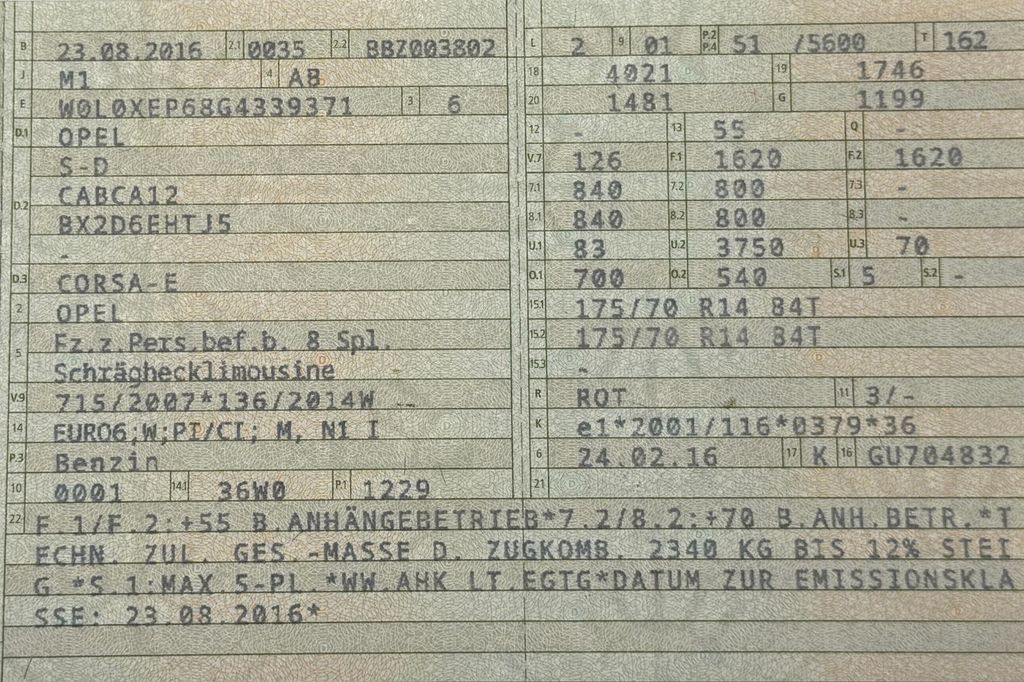 B 23.08.2016 2.1 0035 2.2 BBZ003802
J M1 4 AB
E W0L0XEP68G4339371 3 6
D.1 OPEL
S-D
D.2 CABCA12
BX2D6EHTJ5
-
D.3 CORSA-E
2 OPEL
5 Fz.z.Pers.bef.b. 8 Spl.
Schräghecklimousine
V.9 715/2007*136/2014W --
14 EURO6;W;PI/CI; M, N1 I
P.3 Benzin
10 0001 14.1 36W0 P.1 1229
L 2 9 01 P.2 P.4 51 /5600 T 162
18 4021 19 1746
20 1481 G 1199
12 - 13 55 Q -
V.7 126 F.1 1620 F.2 1620
7.1 840 7.2 800 7.3 -
8.1 840 8.2 800 8.3 -
U.1 83 U.2 3750 U.3 70
O.1 700 O.2 540 S.1 5 S.2 -
15.1 175/70 R14 84T
15.2 175/70 R14 84T
15.3 -
R ROT 11 3/-
K e1*2001/116*0379*36
6 24.02.16 17 K 16 GU704832
21
22 F.1/F.2:+55 B.ANHÄNGEBETRIEB*7.2/8.2:+70 B.ANH.BETR.*T
ECHN. ZUL. GES.-MASSE D. ZUGKOMB. 2340 KG BIS 12% STEI
G.*S.1:MAX 5-PL.*WW.AHK LT.EGTG*DATUM ZUR EMISSIONSKLA
SSE: 23.08.2016*